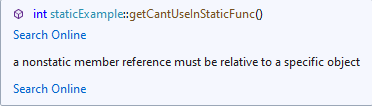 int staticExample::getCantUseInStaticFunc()
Search Online
a nonstatic member reference must be relative to a specific object
Search Online